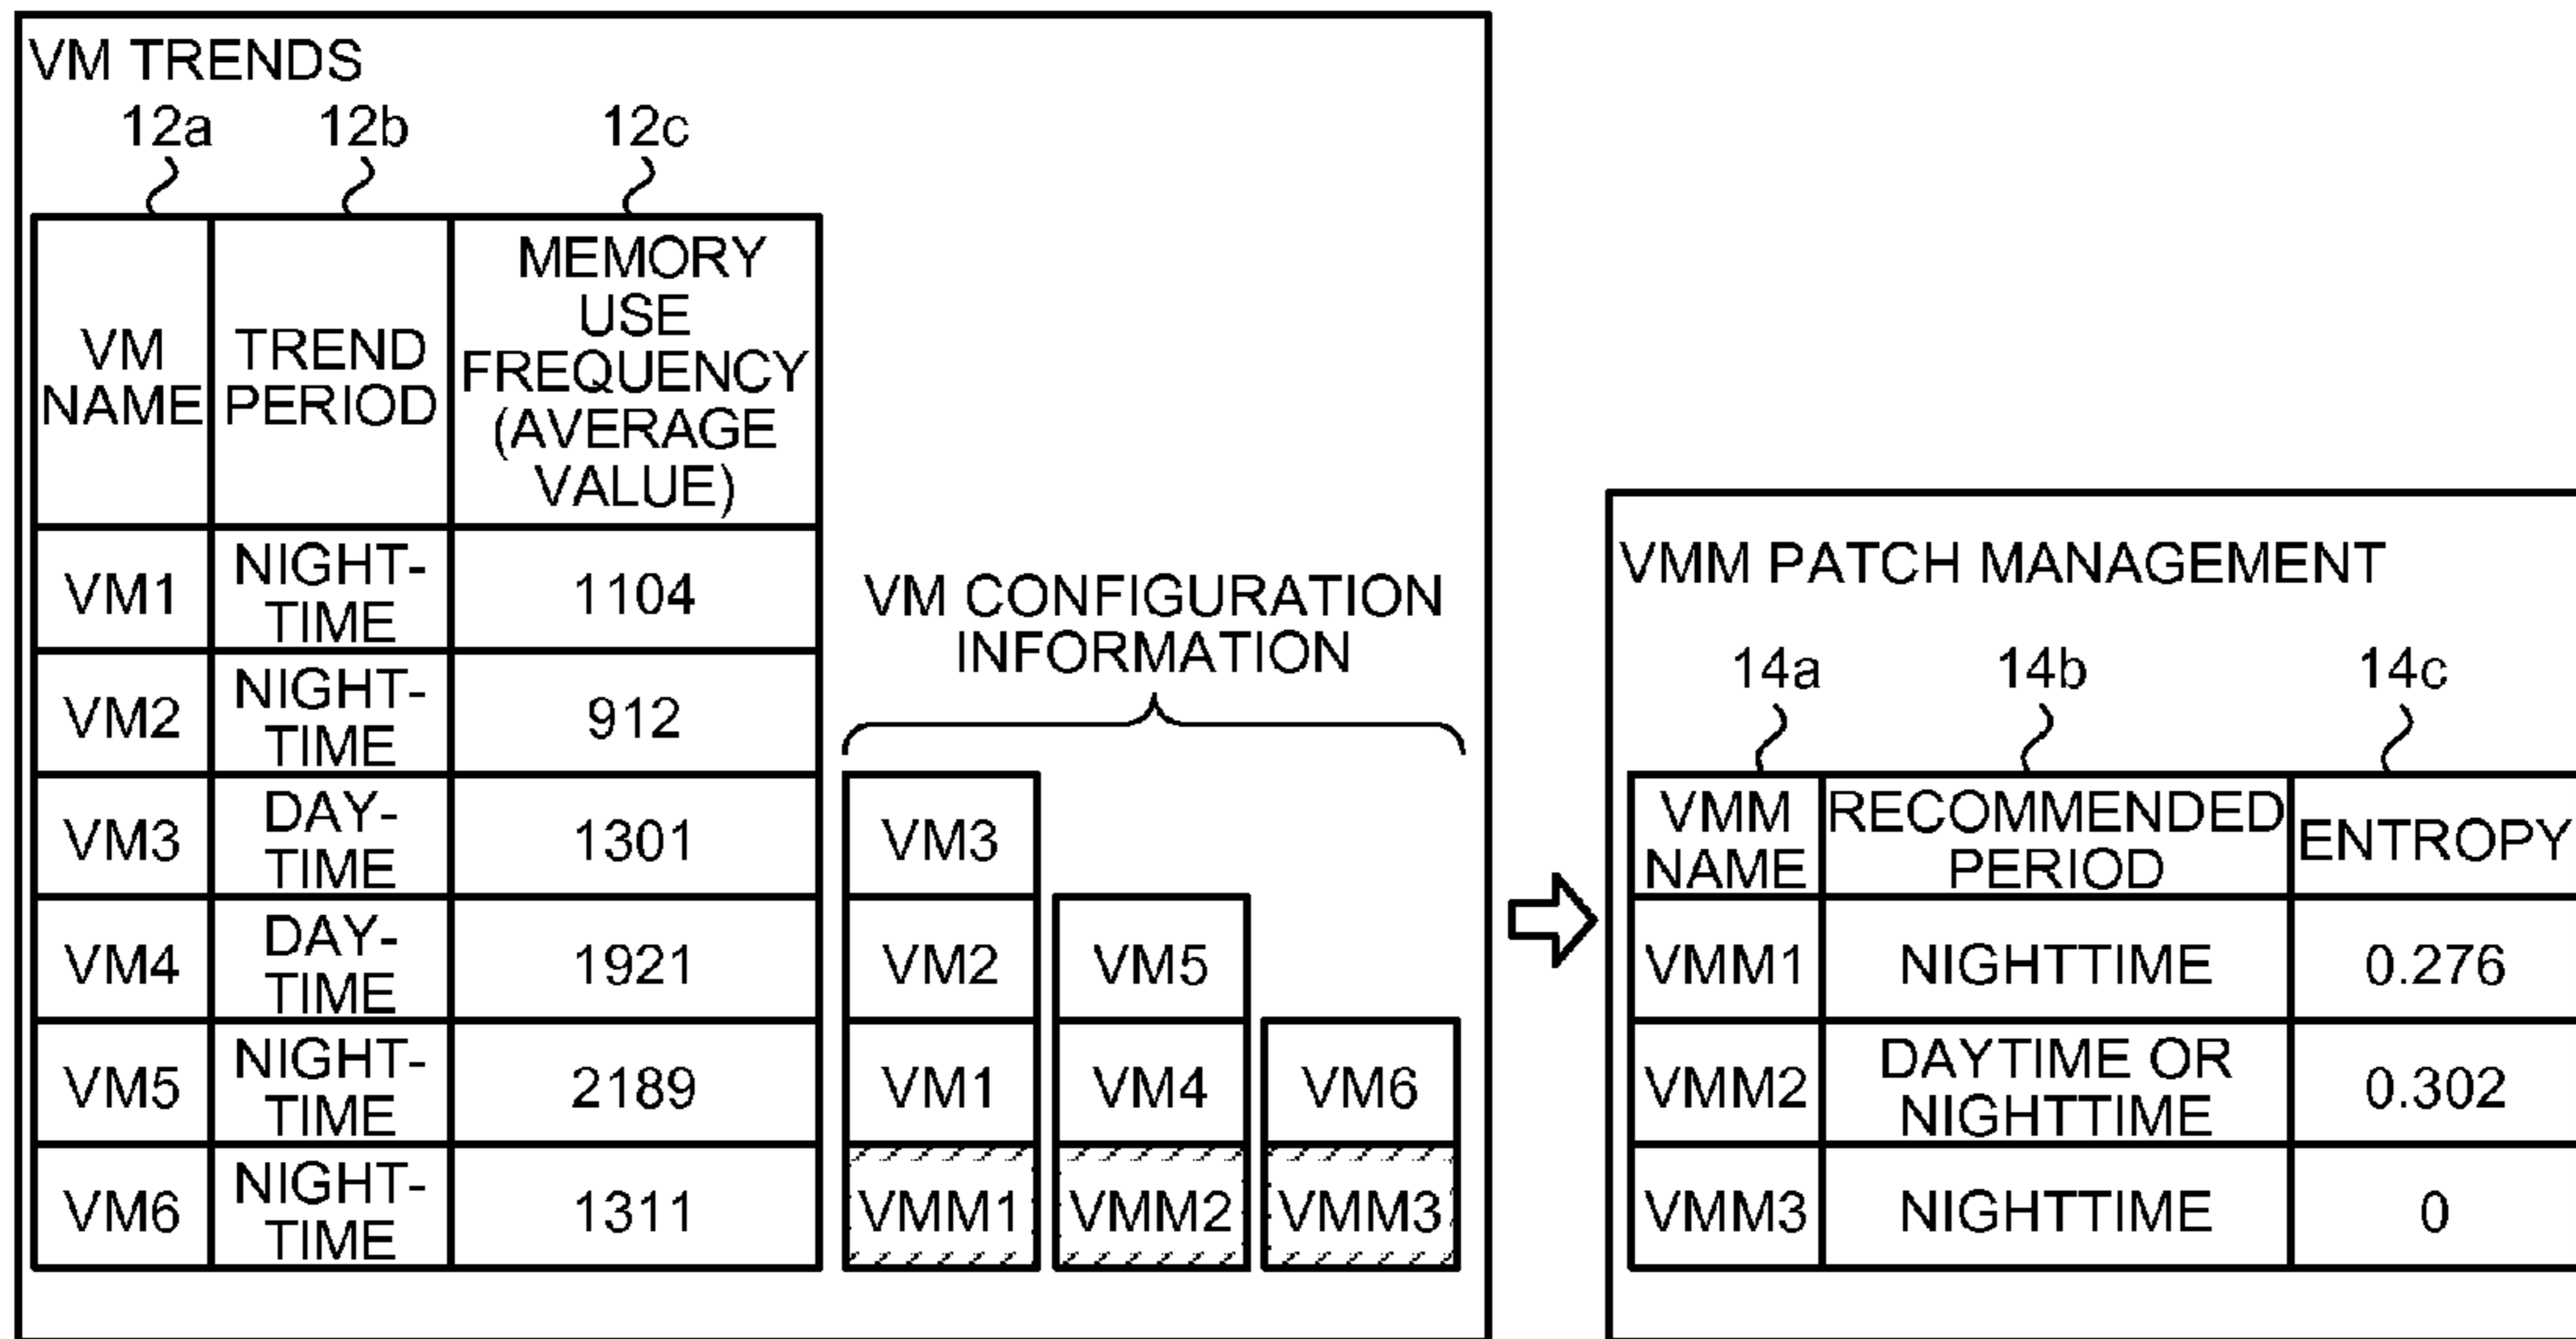 VM TRENDS
12a 12b 12c
VM NAME
TREND PERIOD
MEMORY
USE
FREQUENCY
(AVERAGE
VALUE)
VM1 NIGHT-
TIME 1104
VM2 NIGHT-
TIME 912
VM3 DAY-
TIME 1301
VM4 DAY-
TIME 1921
VM5 NIGHT-
TIME 2189
VM6 NIGHT-
TIME 1311
VM CONFIGURATION
INFORMATION
VM3
VM2 VM5
VM1 VM4 VM6
VMM1 VMM2 VMM3
VMM PATCH MANAGEMENT
14a 14b 14c
VMM
NAME
RECOMMENDED
PERIOD
ENTROPY
VMM1 NIGHTTIME 0.276
VMM2 DAYTIME OR
NIGHTTIME 0.302
VMM3 NIGHTTIME 0